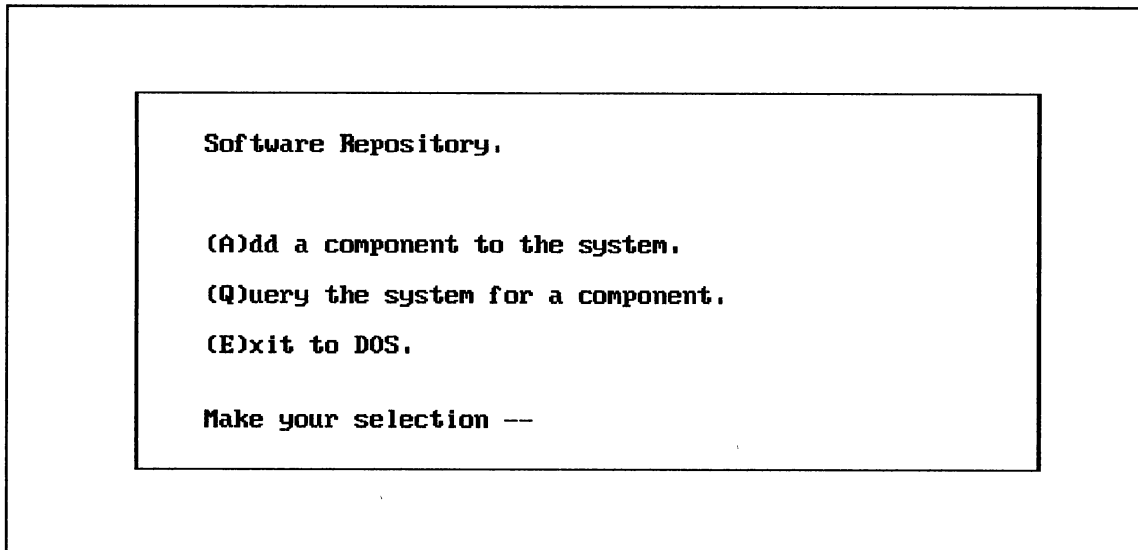 Software Repository.
(A)dd a component to the system.
(Q)uery the system for a component.
(E)xit to DOS.
Make your selection --